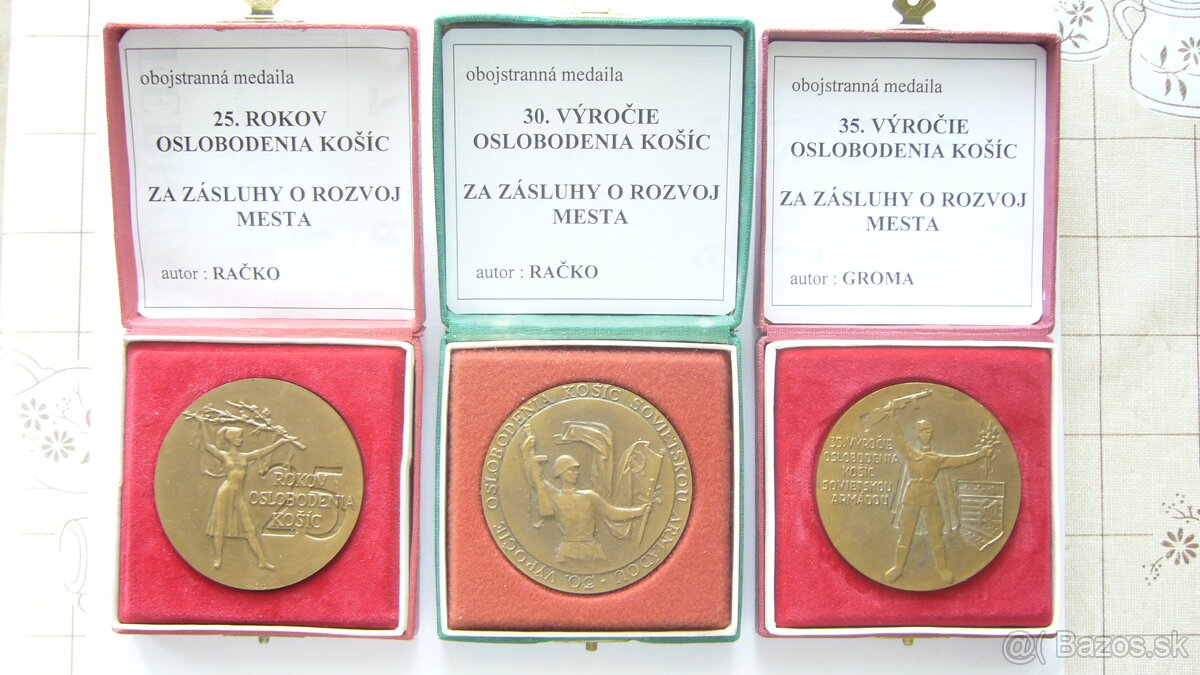 obojstranná medaila
25. ROKOV
OSLOBODENIA KOŠÍC
ZA ZÁSLUHY O ROZVOJ
MESTA
autor : RAČKO
obojstranná medaila
30. VÝROČIE
OSLOBODENIA KOŠÍC
ZA ZÁSLUHY O ROZVOJ
MESTA
autor : RAČKO
obojstranná medaila
35. VÝROČIE
OSLOBODENIA KOŠÍC
ZA ZÁSLUHY O ROZVOJ
MESTA
autor : GROMA
25
ROKOV
OSLOBODENIA
KOŠÍC
30. VÝROČIE OSLOBODENIA KOŠÍC SOVIETSKOU ARMÁDOU
35. VÝROČIE
OSLOBODENIA
KOŠÍC
SOVIETSKOU
ARMÁDOU
@( Bazos.sk